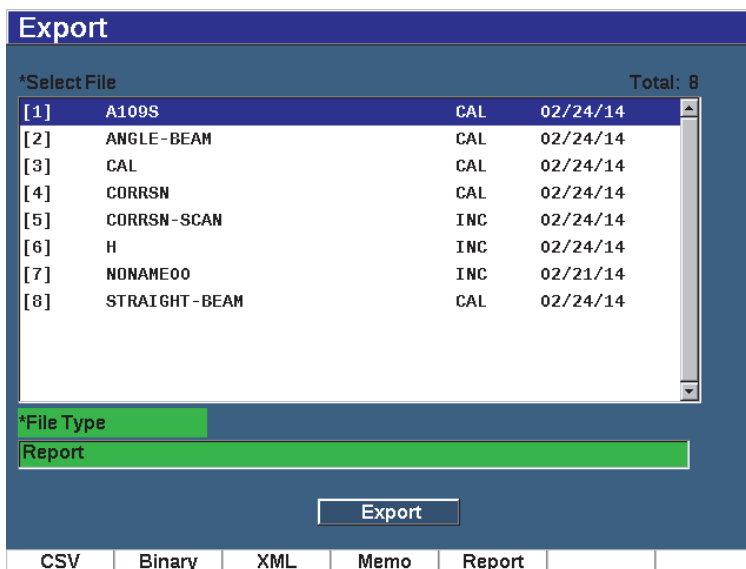 Export
*Select File Total: 8
[1] A109S CAL 02/24/14
[2] ANGLE-BEAM CAL 02/24/14
[3] CAL CAL 02/24/14
[4] CORRSN CAL 02/24/14
[5] CORRSN-SCAN INC 02/24/14
[6] H INC 02/24/14
[7] NONAME00 INC 02/21/14
[8] STRAIGHT-BEAM CAL 02/24/14
*File Type
Report
Export
CSV Binary XML Memo Report